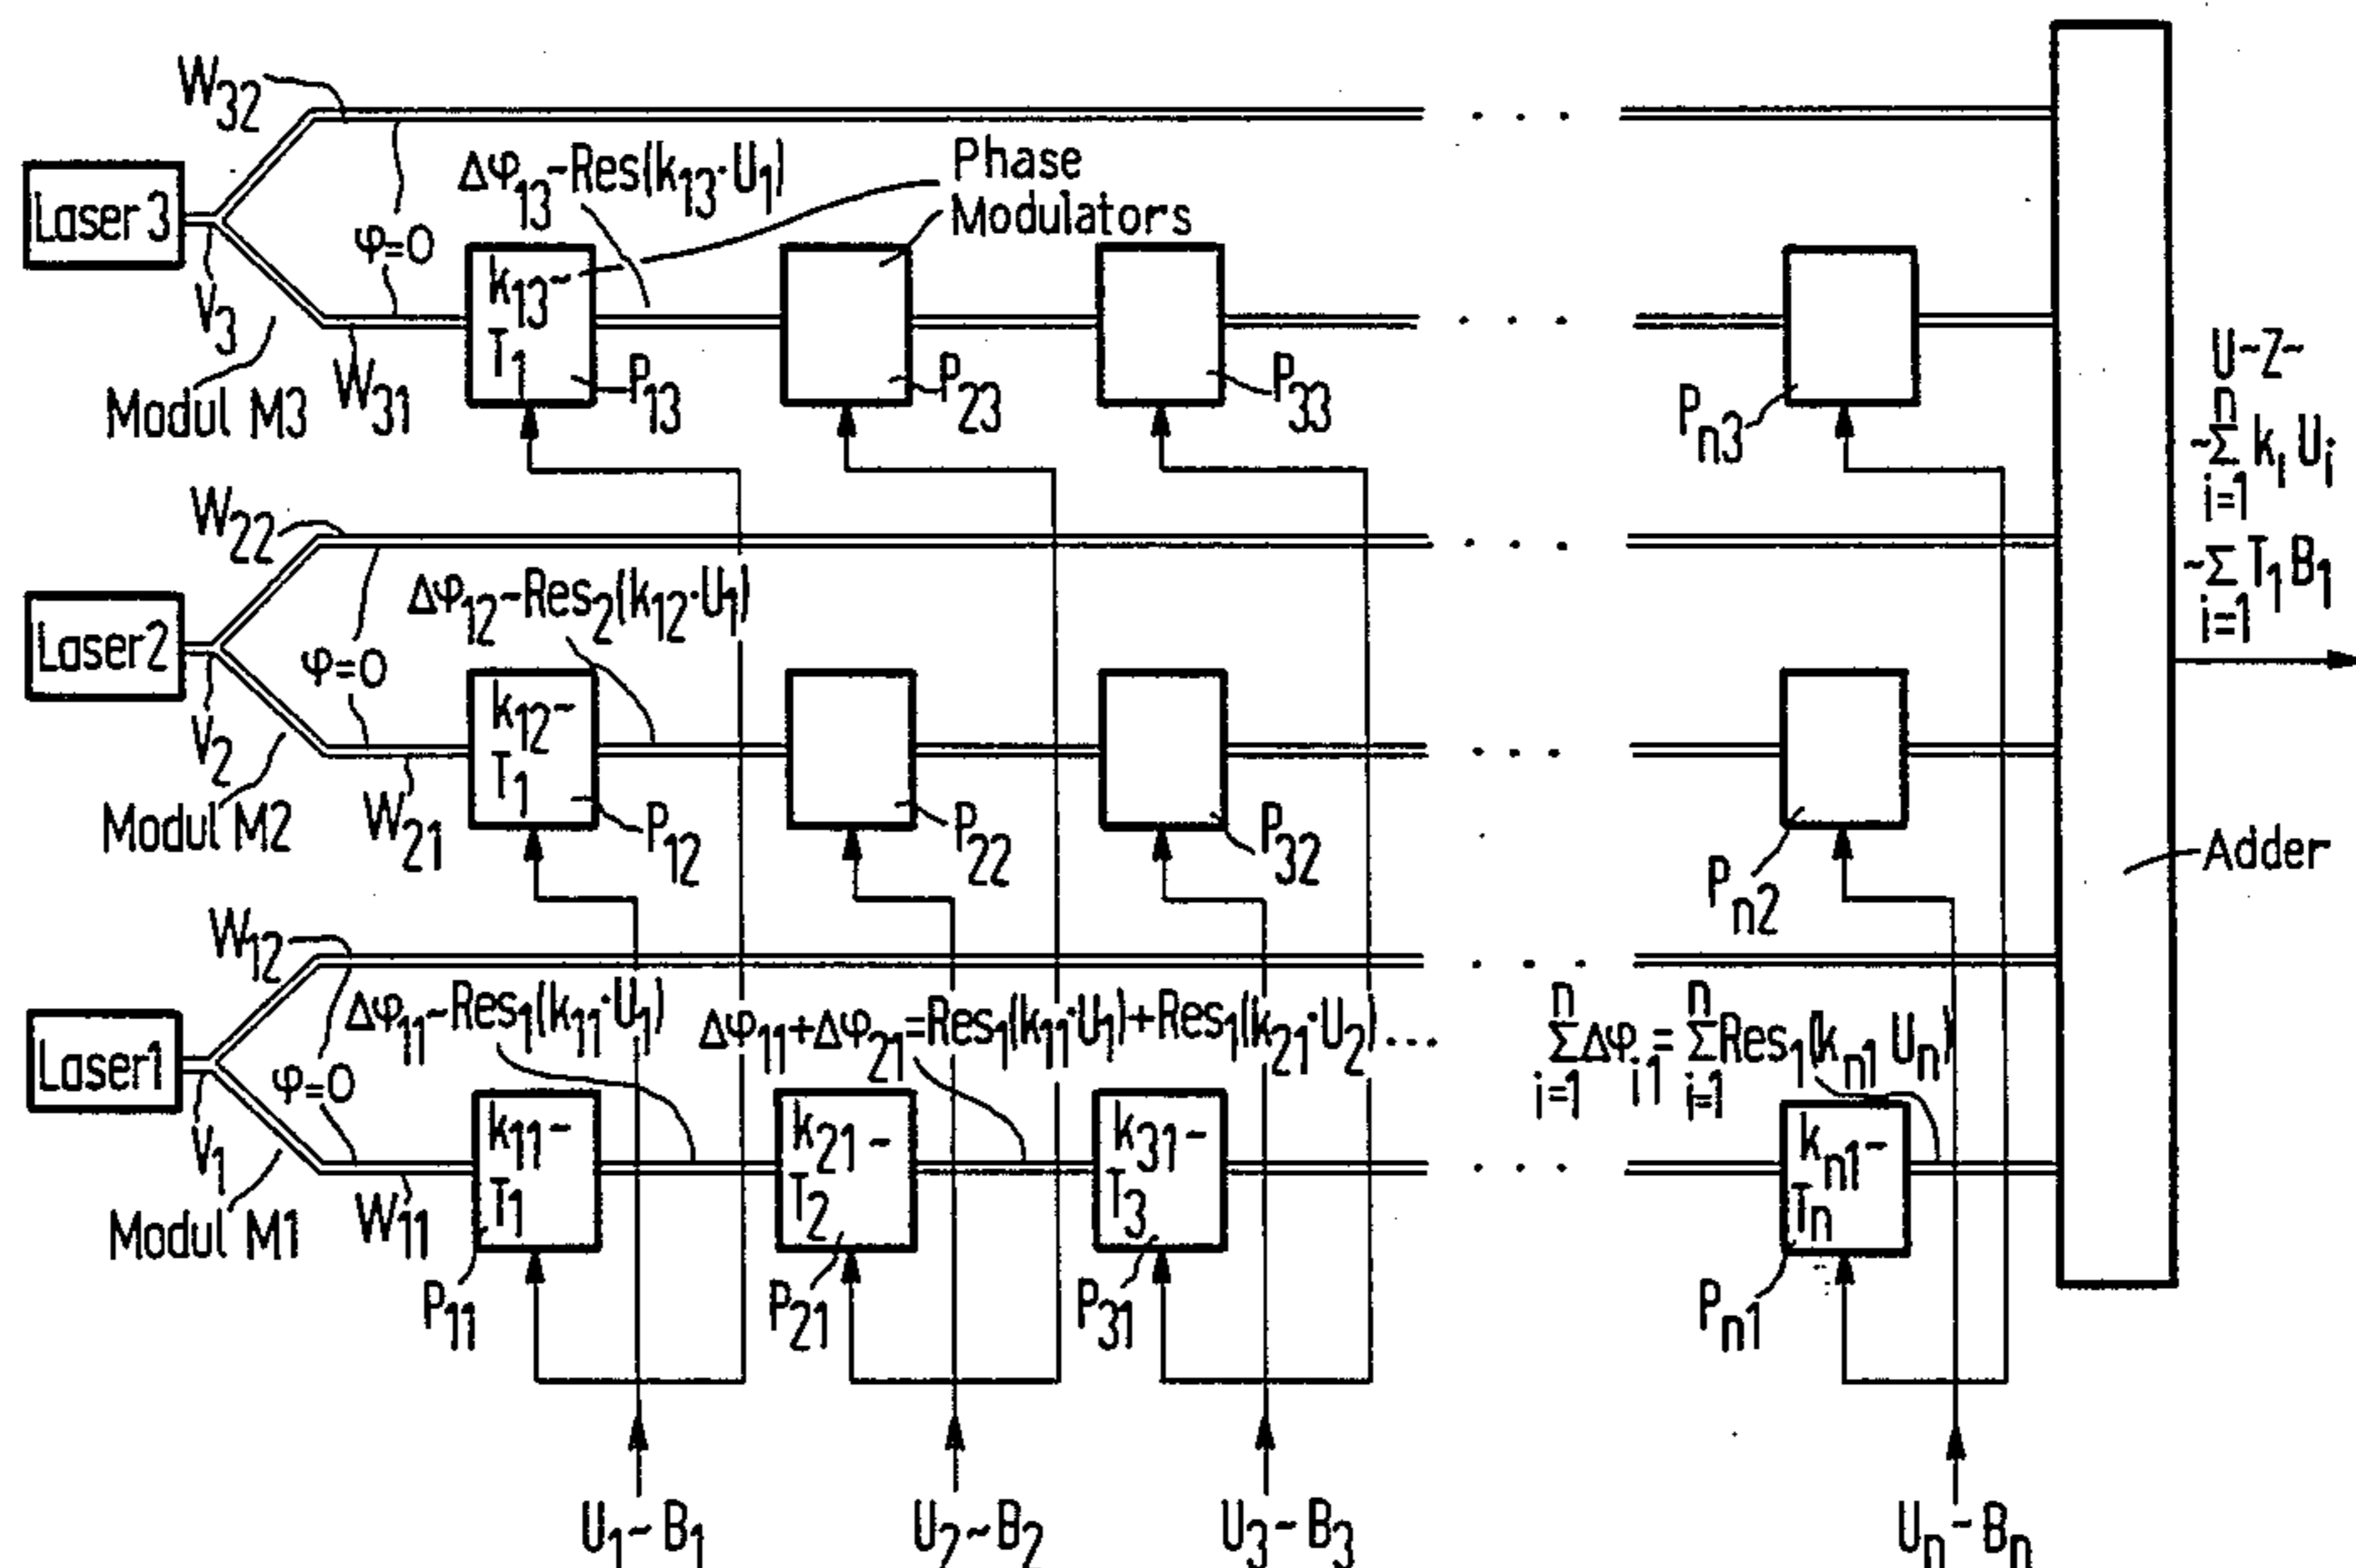 W32
Laser 3
V3
φ=0
Δφ13~Res(k13·U1)
Phase
Modulators
k13~
T1
P13
P23
P33
Pn3
W31
Modul M3
U~Z~
n
~Σ ki Ui
i=1
~Σ T1 B1
i=1
W22
Laser2
V2
φ=0
Δφ12~Res2(k12·U1)
k12~
T1
P12
P22
P32
Pn2
W21
Modul M2
Adder
W12
Laser1
V1
φ=0
Δφ11~Res1(k11·U1)
Δφ11+Δφ21=Res1(k11·U1)+Res1(k21·U2)...
n n
ΣΔφi1=ΣRes1(kn1 Un)
i=1 i=1
k11~
T1
k21~
T2
k31~
T3
kn1~
Tn
W11
Modul M1
P11
P21
P31
Pn1
U1~B1
U2~B2
U3~B3
Un~Bn